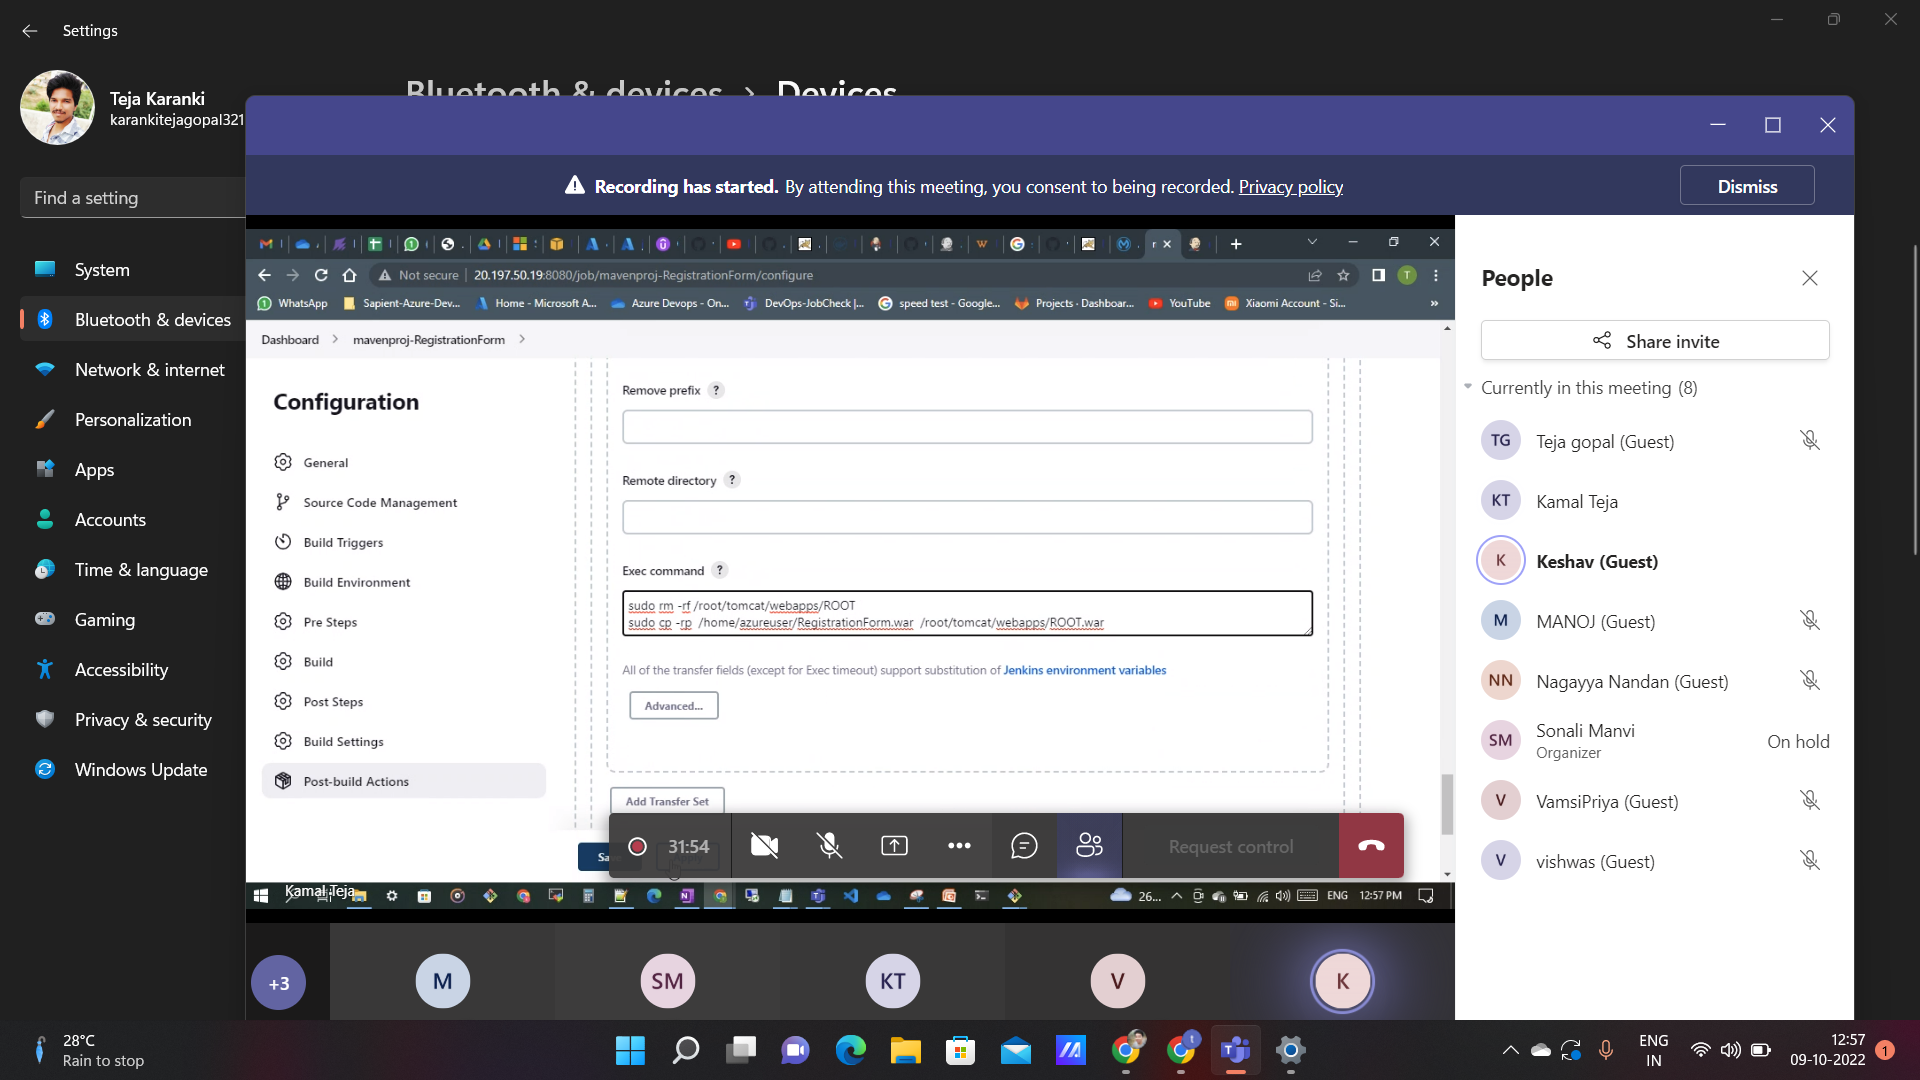 Settings
Teja Karanki
karankitejagopal321
Bluetooth & devices > Devices
Find a setting
System
Bluetooth & devices
Network & internet
Personalization
Apps
Accounts
Time & language
Gaming
Accessibility
Privacy & security
Windows Update
Recording has started. By attending this meeting, you consent to being recorded. Privacy policy
Dismiss
Not secure | 20.197.50.19:8080/job/mavenproj-RegistrationForm/configure
T
WhatsApp
Sapient-Azure-Dev...
Home - Microsoft A...
Azure Devops - On...
DevOps-JobCheck |...
speed test - Google...
Projects · Dashboar...
YouTube
Xiaomi Account - Si...
Dashboard > mavenproj-RegistrationForm >
Configuration
General
Source Code Management
Build Triggers
Build Environment
Pre Steps
Build
Post Steps
Build Settings
Post-build Actions
Remove prefix ?
Remote directory ?
Exec command ?
sudo rm -rf /root/tomcat/webapps/ROOT
sudo cp -rp /home/azureuser/RegistrationForm.war /root/tomcat/webapps/ROOT.war
All of the transfer fields (except for Exec timeout) support substitution of Jenkins environment variables
Advanced...
Add Transfer Set
31:54
Request control
Kamal Teja
26...
ENG
12:57 PM
+3
M
SM
KT
V
K
People
Share invite
Currently in this meeting (8)
TG Teja gopal (Guest)
KT Kamal Teja
K Keshav (Guest)
M MANOJ (Guest)
NN Nagayya Nandan (Guest)
SM Sonali Manvi
Organizer
On hold
V VamsiPriya (Guest)
V vishwas (Guest)
28°C
Rain to stop
ENG
IN
12:57
09-10-2022
1